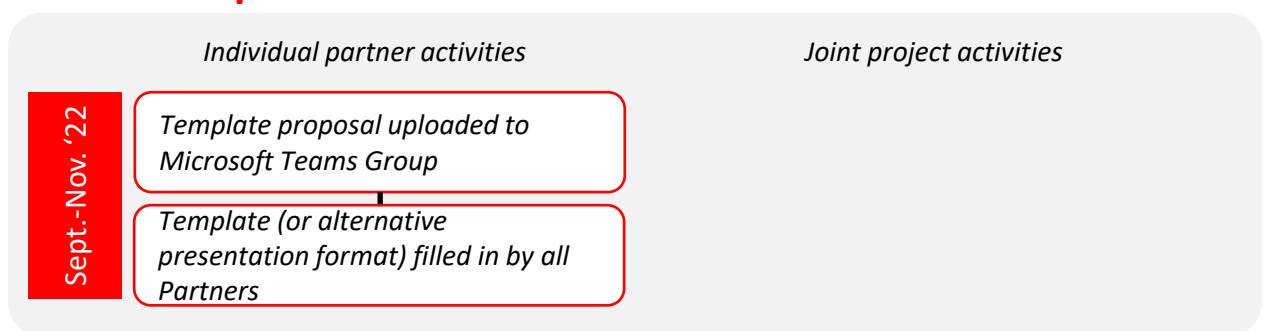 Individual partner activities
Joint project activities
Sept.-Nov. ‘22
Template proposal uploaded to
Microsoft Teams Group
Template (or alternative
presentation format) filled in by all
Partners